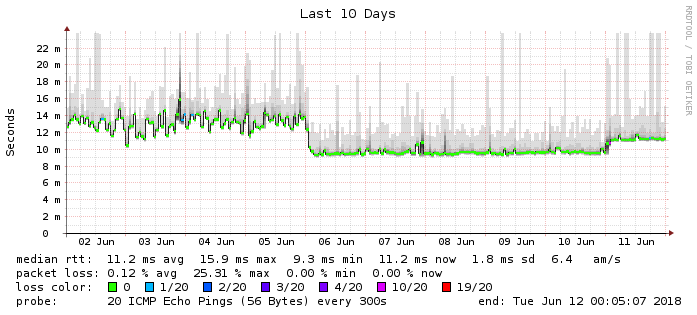 Last 10 Days
RRDTOOL / TOBI OETIKER
Seconds
22 m
20 m
18 m
16 m
14 m
12 m
10 m
8 m
6 m
4 m
2 m
0
02 Jun 03 Jun 04 Jun 05 Jun 06 Jun 07 Jun 08 Jun 09 Jun 10 Jun 11 Jun
median rtt: 11.2 ms avg 15.9 ms max 9.3 ms min 11.2 ms now 1.8 ms sd 6.4 am/s
packet loss: 0.12 % avg 25.31 % max 0.00 % min 0.00 % now
loss color: 0 1/20 2/20 3/20 4/20 10/20 19/20
probe: 20 ICMP Echo Pings (56 Bytes) every 300s end: Tue Jun 12 00:05:07 2018